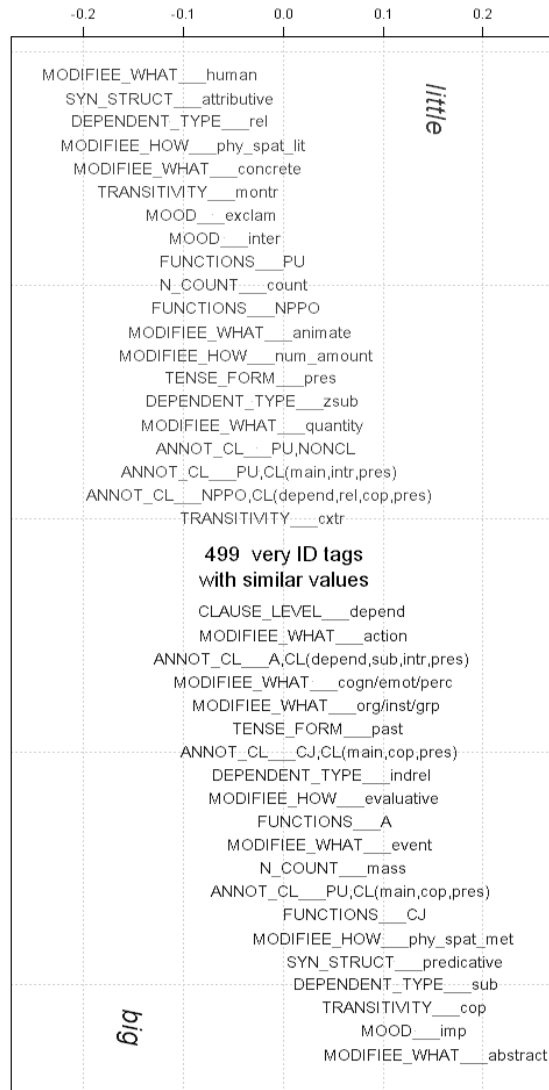 -0.2 -0.1 0.0 0.1 0.2
MODIFIEE_WHAT___human
little
SYN_STRUCT___attributive
DEPENDENT_TYPE___rel
MODIFIEE_HOW___phy_spat_lit
MODIFIEE_WHAT___concrete
TRANSITIVITY___montr
MOOD___exclam
MOOD___inter
FUNCTIONS___PU
N_COUNT___count
FUNCTIONS___NPPO
MODIFIEE_WHAT___animate
MODIFIEE_HOW___num_amount
TENSE_FORM___pres
DEPENDENT_TYPE___zsub
MODIFIEE_WHAT___quantity
ANNOT_CL___PU,NONCL
ANNOT_CL___PU,CL(main,intr,pres)
ANNOT_CL___NPPO,CL(depend,rel,cop,pres)
TRANSITIVITY___cxtr
499 very ID tags
with similar values
CLAUSE_LEVEL___depend
MODIFIEE_WHAT___action
ANNOT_CL___A,CL(depend,sub,intr,pres)
MODIFIEE_WHAT___cogn/emot/perc
MODIFIEE_WHAT___org/inst/grp
TENSE_FORM___past
ANNOT_CL___CJ,CL(main,cop,pres)
DEPENDENT_TYPE___indrel
MODIFIEE_HOW___evaluative
FUNCTIONS___A
MODIFIEE_WHAT___event
N_COUNT___mass
ANNOT_CL___PU,CL(main,cop,pres)
FUNCTIONS___CJ
MODIFIEE_HOW___phy_spat_met
SYN_STRUCT___predicative
DEPENDENT_TYPE___sub
TRANSITIVITY___cop
big
MOOD___imp
MODIFIEE_WHAT___abstract